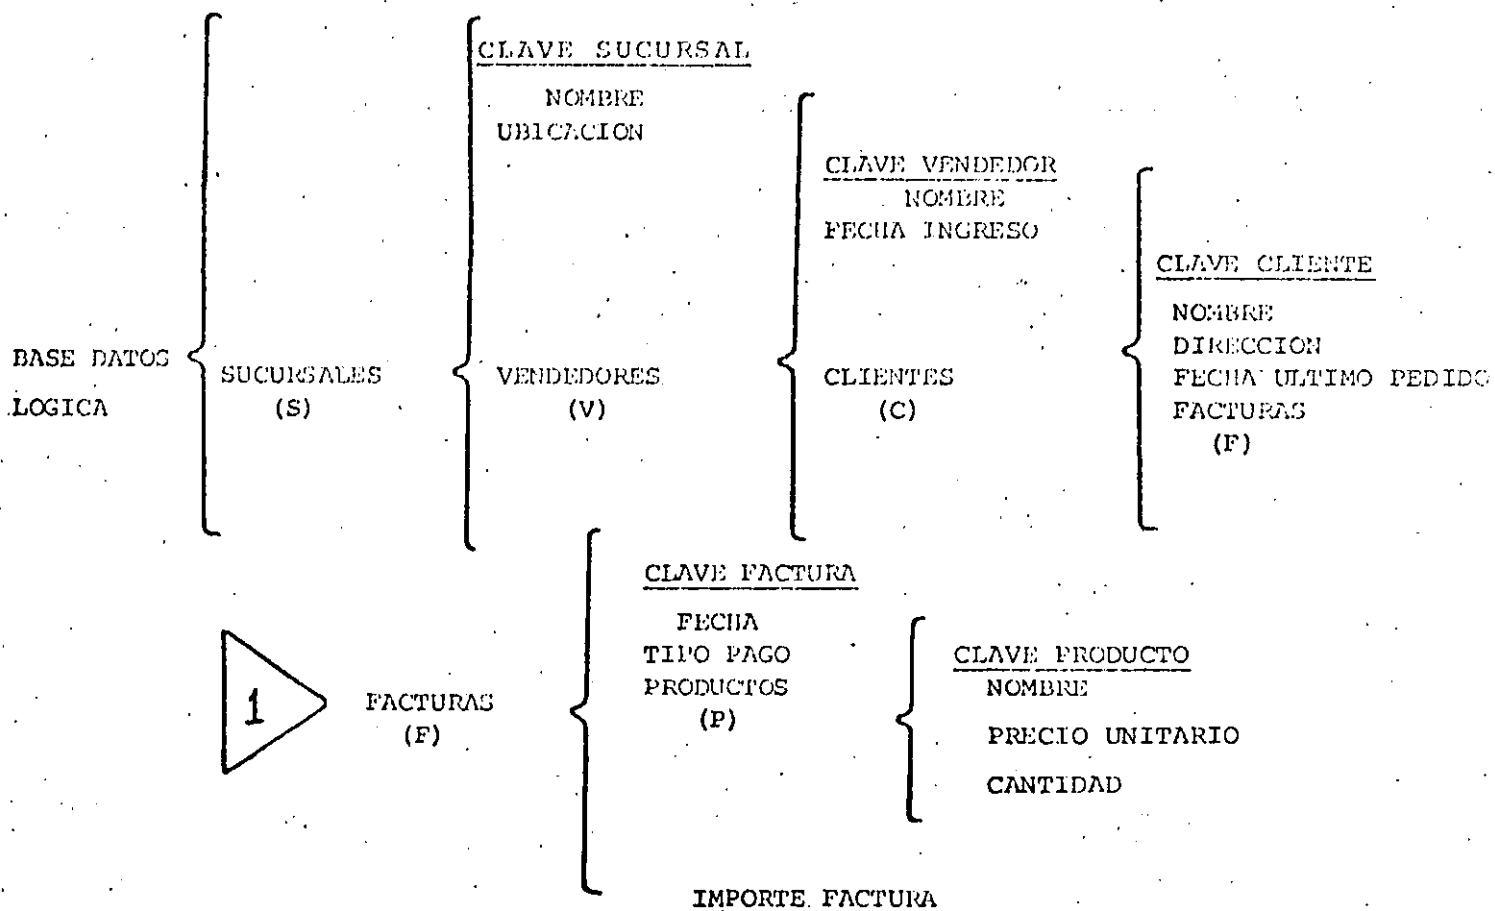 CLAVE SUCURSAL
NOMBRE
UBICACION
CLAVE VENDEDOR
NOMBRE
FECHA INGRESO
CLAVE CLIENTE
NOMBRE
DIRECCION
FECHA ULTIMO PEDIDO
FACTURAS
(F)
BASE DATOS
LOGICA
SUCURSALES
(S)
VENDEDORES
(V)
CLIENTES
(C)
CLAVE FACTURA
FECHA
TIPO PAGO
PRODUCTOS
(P)
1
FACTURAS
(F)
CLAVE PRODUCTO
NOMBRE
PRECIO UNITARIO
CANTIDAD
IMPORTE FACTURA